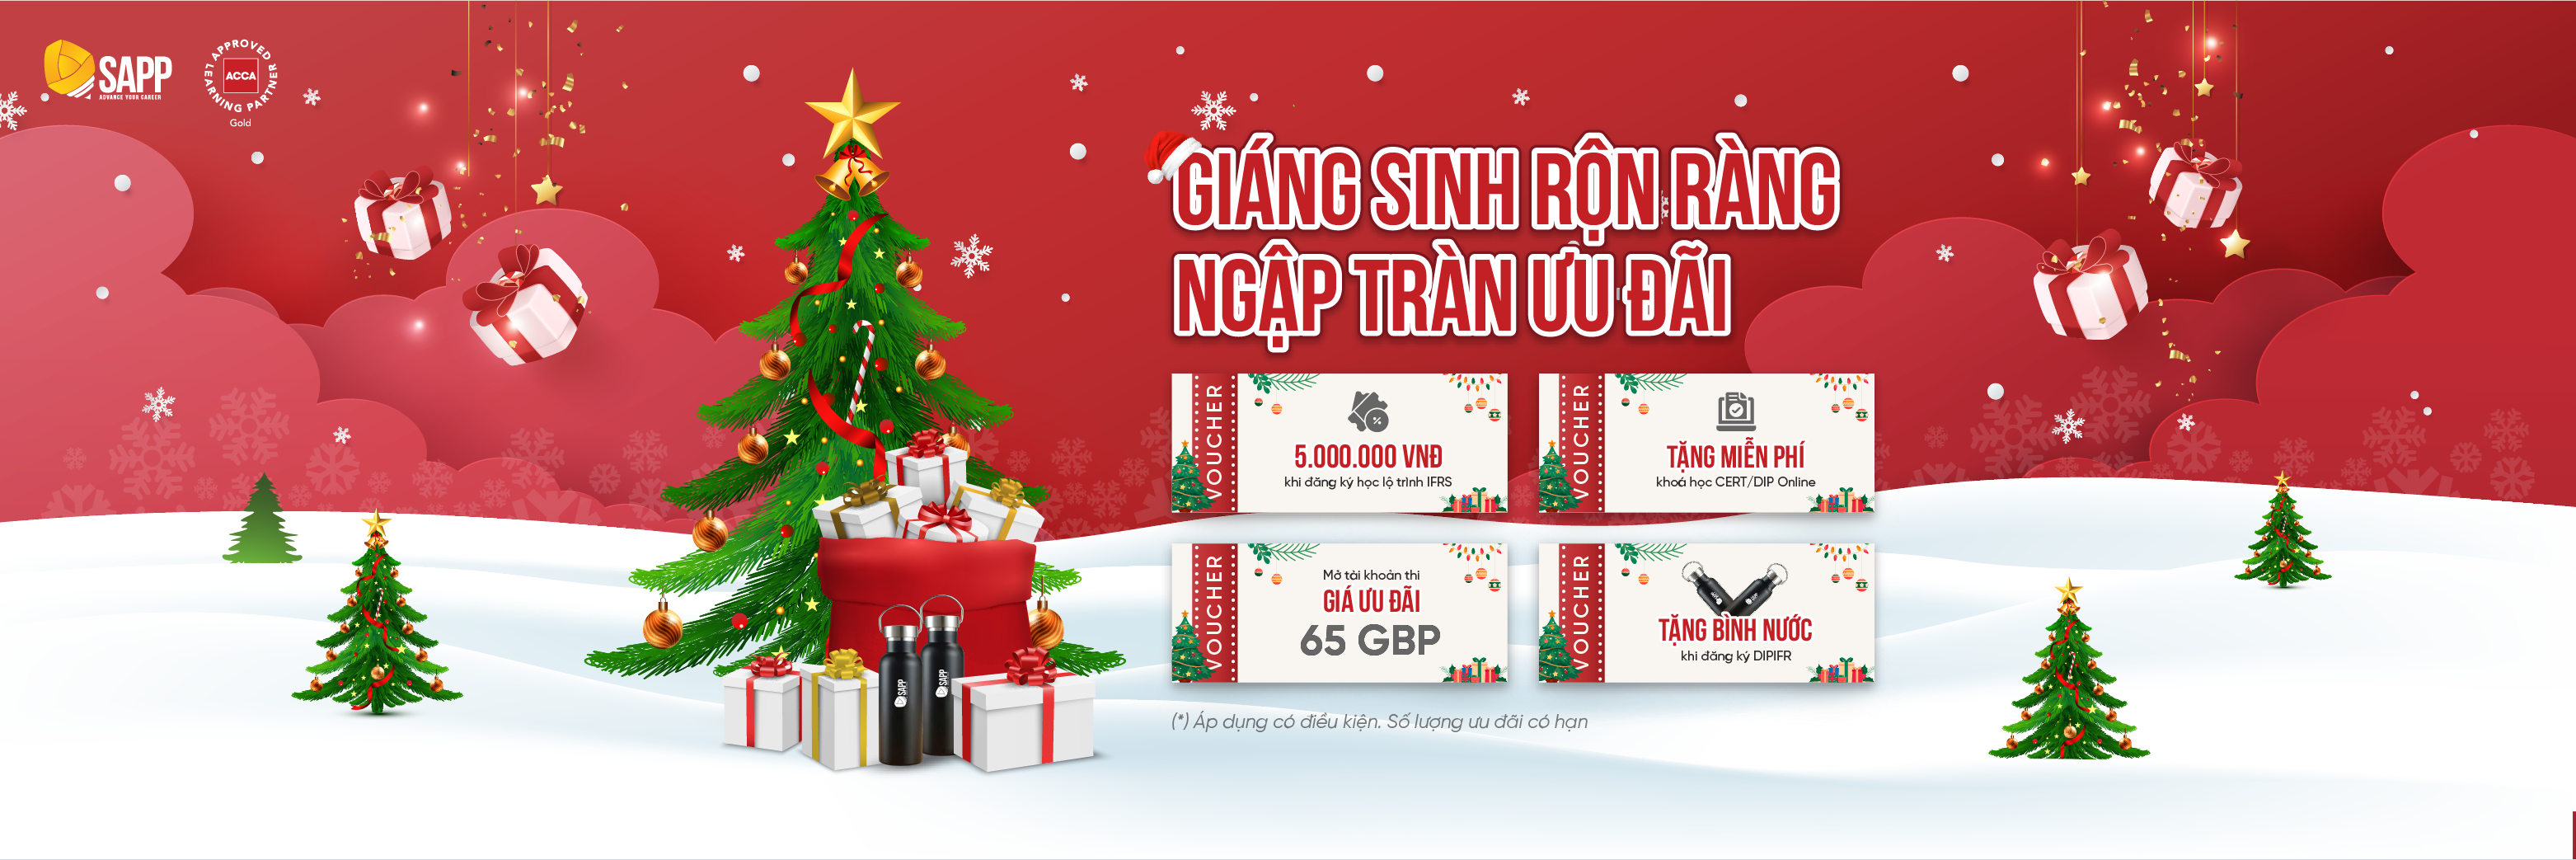 SAPP
ADVANCE YOUR CAREER
APPROVED LEARNING PARTNER
ACCA
Gold
GIÁNG SINH RỘN RÀNG
NGẬP TRÀN ƯU ĐÃI
VOUCHER
5.000.000 VNĐ
khi đăng ký học lộ trình IFRS
VOUCHER
TẶNG MIỄN PHÍ
khoá học CERT/DIP Online
VOUCHER
Mở tài khoản thi
GIÁ ƯU ĐÃI
65 GBP
VOUCHER
TẶNG BÌNH NƯỚC
khi đăng ký DIPIFR
(*) Áp dụng có điều kiện. Số lượng ưu đãi có hạn
SAPP
SAPP